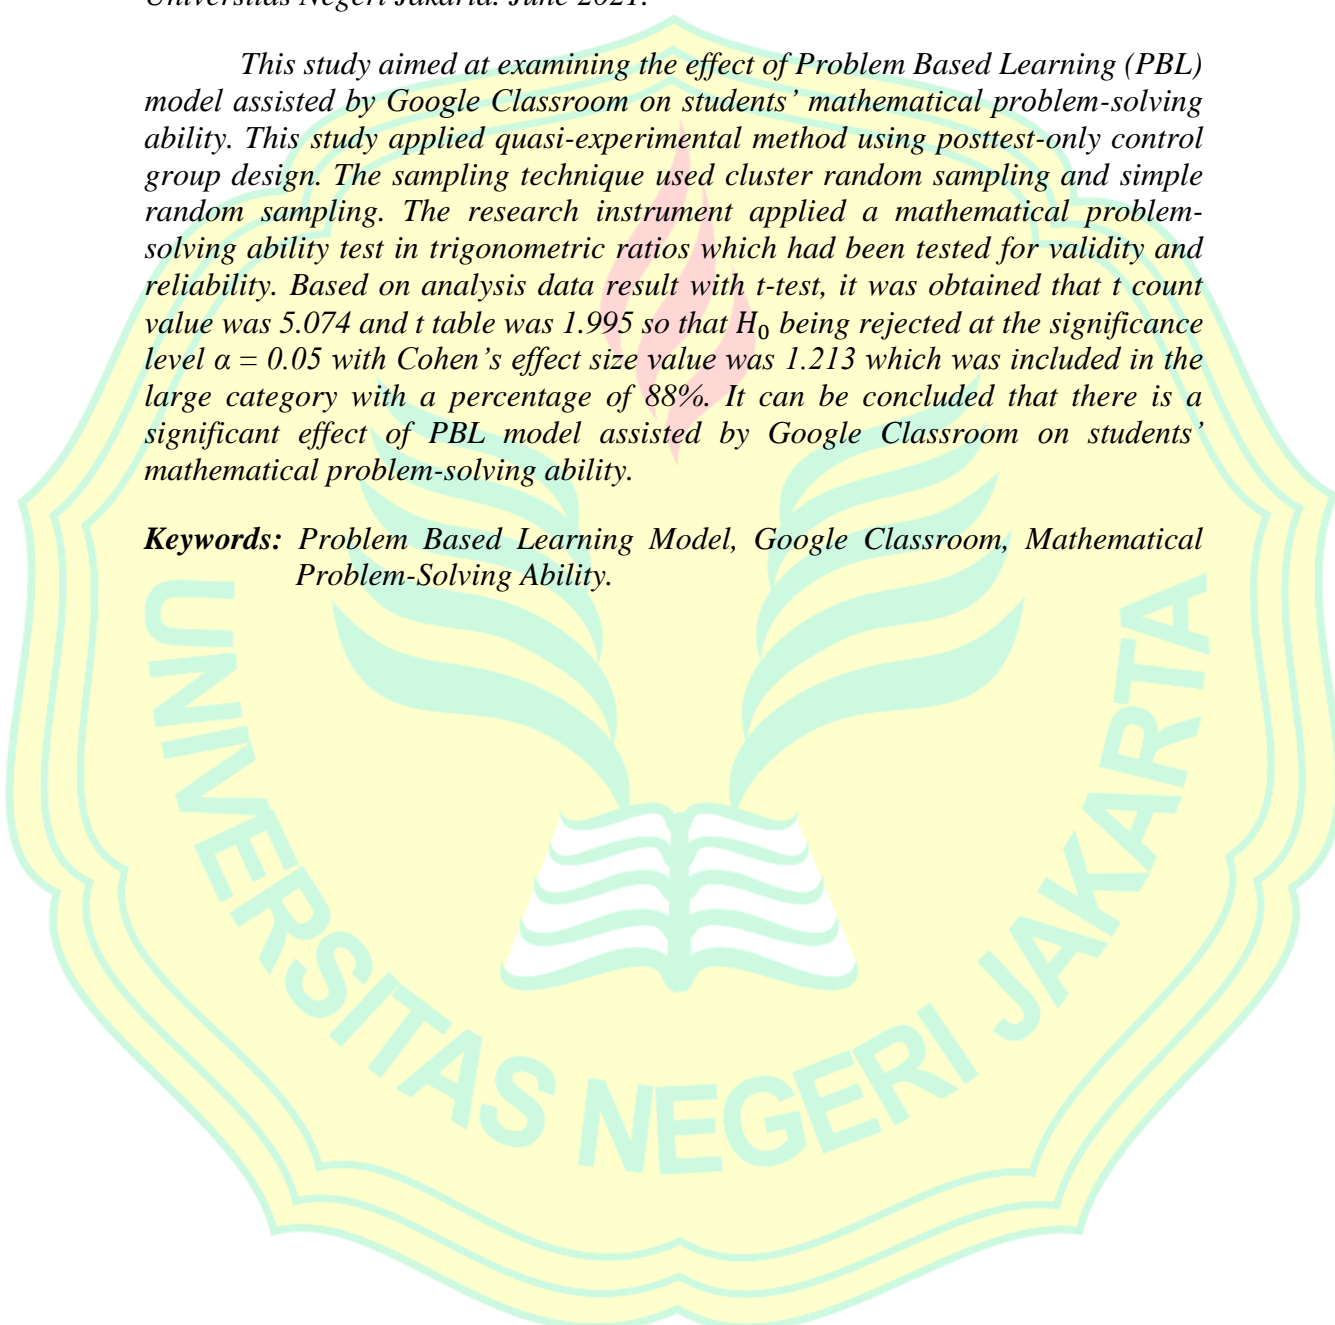 Universitas Negeri Jakarta. June 2021.
This study aimed at examining the effect of Problem Based Learning (PBL)
model assisted by Google Classroom on students’ mathematical problem-solving
ability. This study applied quasi-experimental method using posttest-only control
group design. The sampling technique used cluster random sampling and simple
random sampling. The research instrument applied a mathematical problem-
solving ability test in trigonometric ratios which had been tested for validity and
reliability. Based on analysis data result with t-test, it was obtained that t count
value was 5.074 and t table was 1.995 so that H₀ being rejected at the significance
level α = 0.05 with Cohen’s effect size value was 1.213 which was included in the
large category with a percentage of 88%. It can be concluded that there is a
significant effect of PBL model assisted by Google Classroom on students’
mathematical problem-solving ability.
Keywords: Problem Based Learning Model, Google Classroom, Mathematical
Problem-Solving Ability.
UNIVERSITAS NEGERI JAKARTA